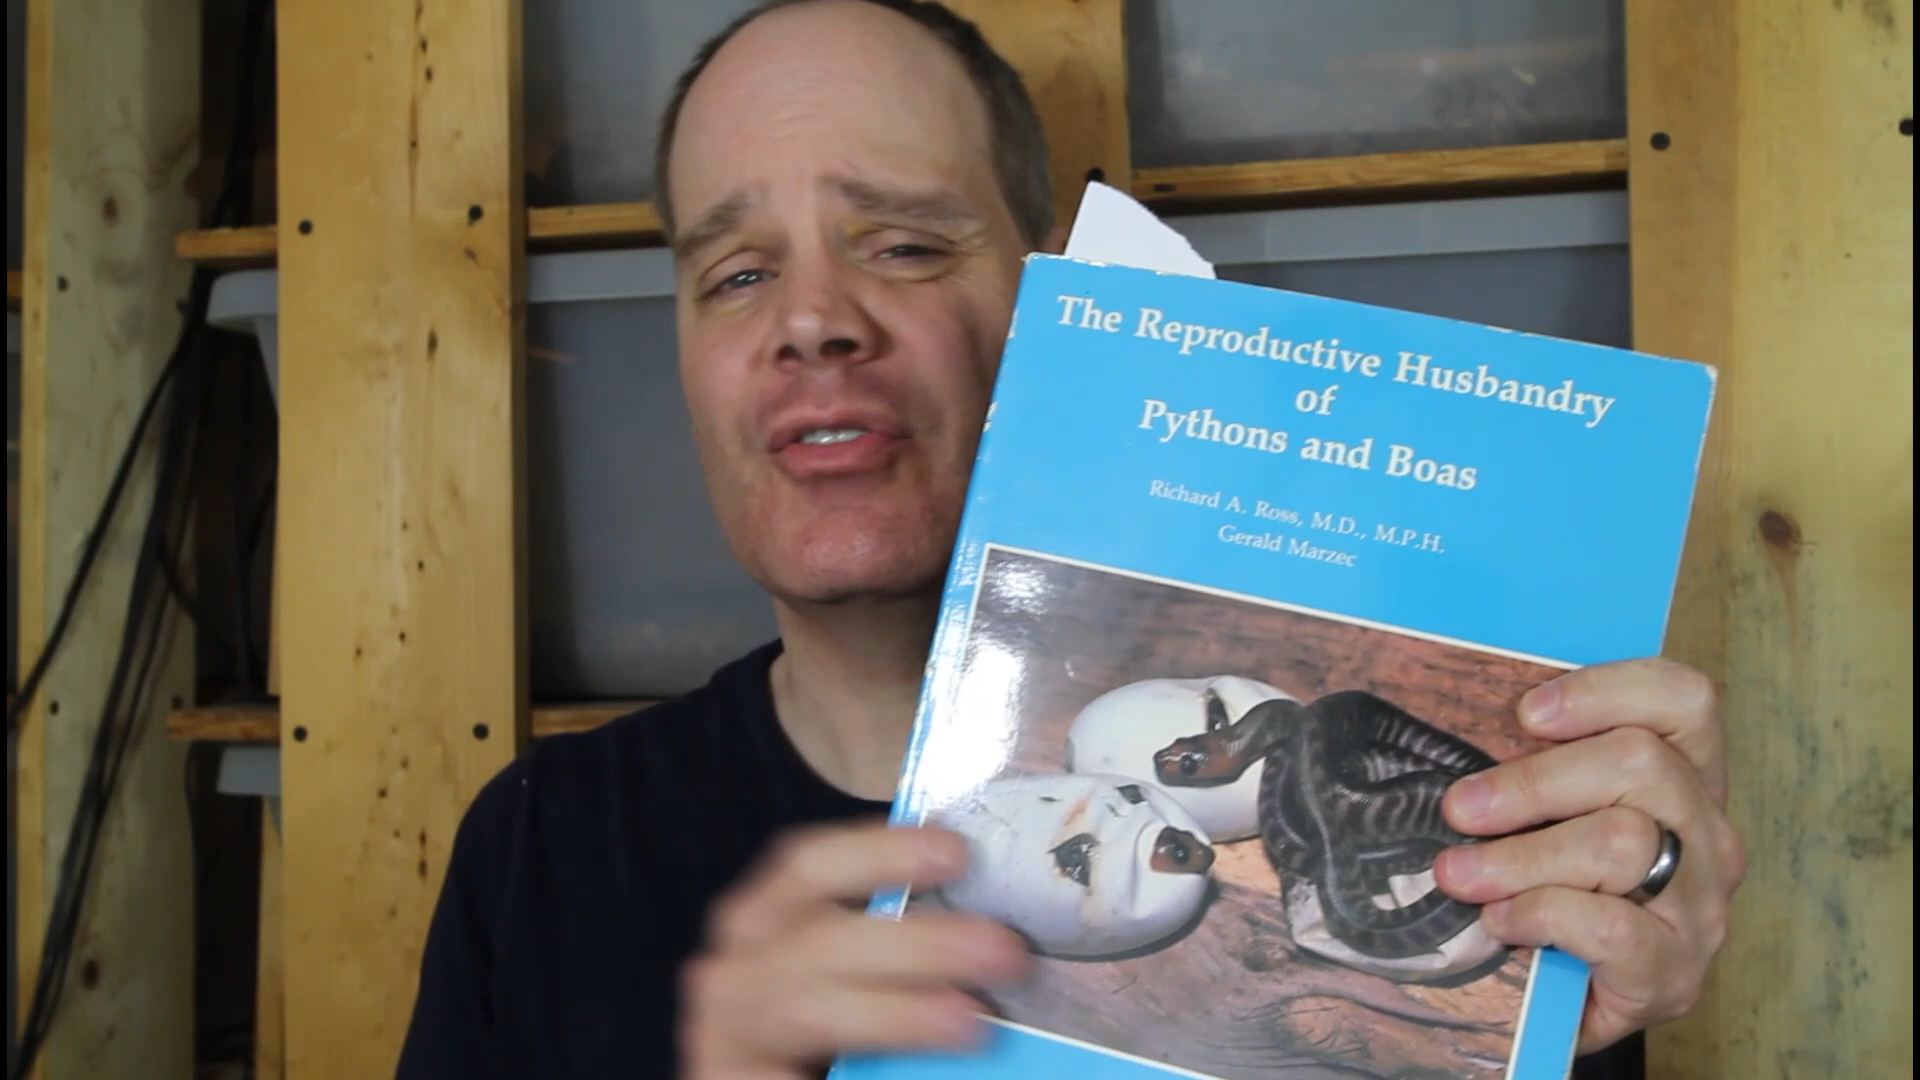 The Reproductive Husbandry
of
Pythons and Boas
Richard A. Ross, M.D., M.P.H.
Gerald Marzec